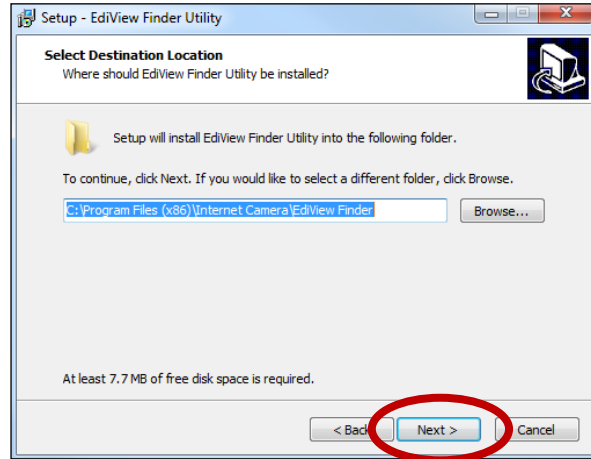 Setup - EdiView Finder Utility
Select Destination Location
Where should EdiView Finder Utility be installed?
Setup will install EdiView Finder Utility into the following folder.
To continue, click Next. If you would like to select a different folder, click Browse.
C:\Program Files (x86)\Internet Camera\EdiView Finder Browse...
At least 7.7 MB of free disk space is required.
< Back Next > Cancel